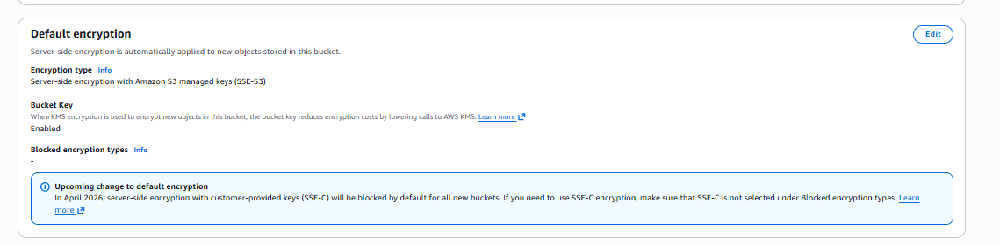 Default encryption
Edit
Server-side encryption is automatically applied to new objects stored in this bucket.
Encryption type Info
Server-side encryption with Amazon S3 managed keys (SSE-S3)
Bucket Key
When KMS encryption is used to encrypt new objects in this bucket, the bucket key reduces encryption costs by lowering calls to AWS KMS. Learn more
Enabled
Blocked encryption types Info
-
Upcoming change to default encryption
In April 2026, server-side encryption with customer-provided keys (SSE-C) will be blocked by default for all new buckets. If you need to use SSE-C encryption, make sure that SSE-C is not selected under Blocked encryption types. Learn
more